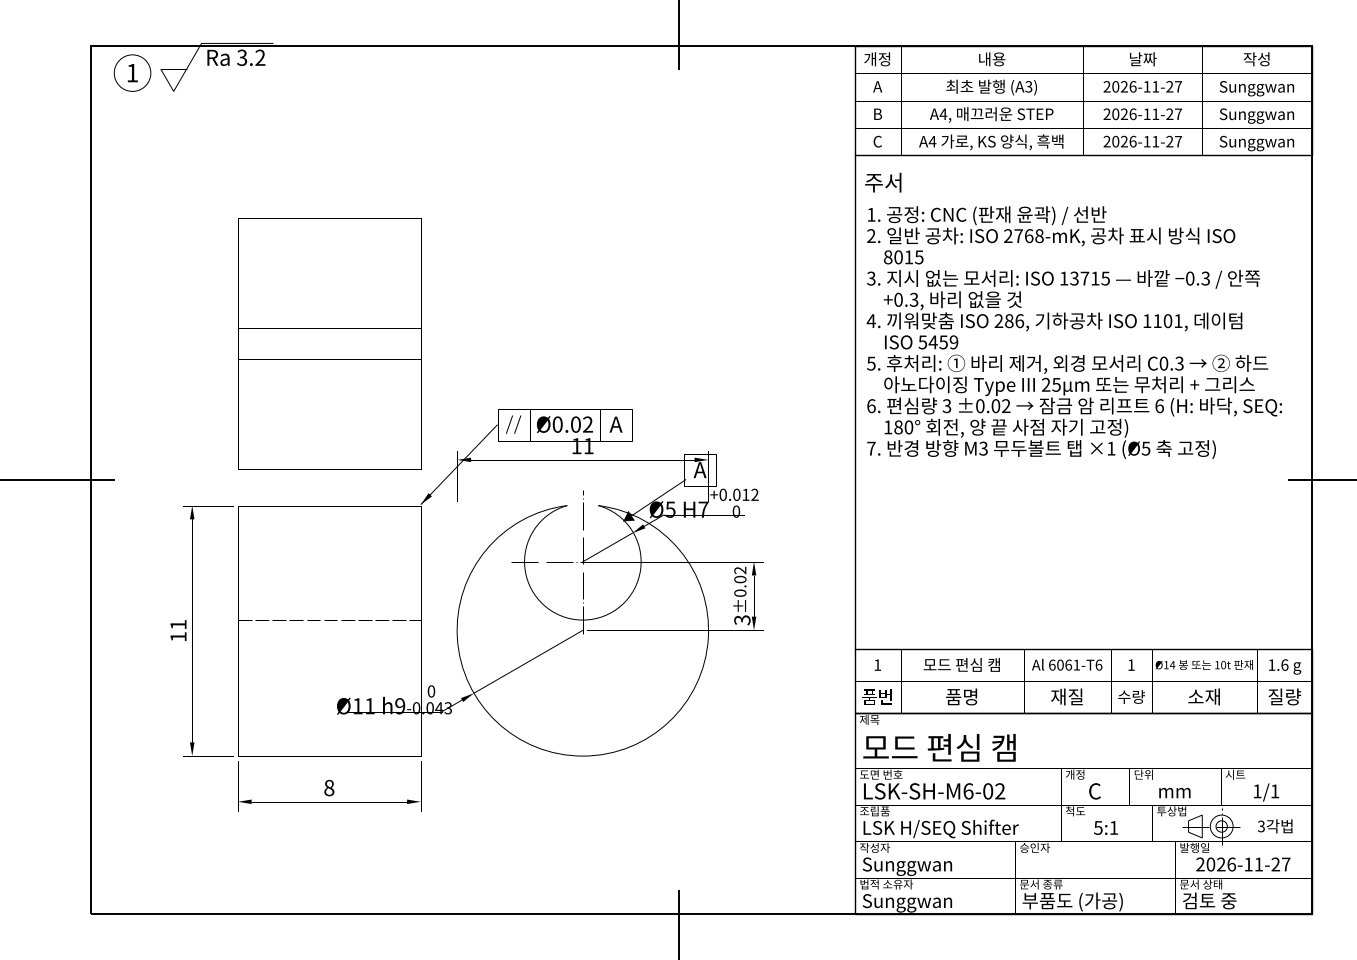 1
Ra 3.2
개정 내용 날짜 작성
A 최초 발행 (A3) 2026-11-27 Sunggwan
B A4, 매끄러운 STEP 2026-11-27 Sunggwan
C A4 가로, KS 양식, 흑백 2026-11-27 Sunggwan
주서
1. 공정: CNC (판재 윤곽) / 선반
2. 일반 공차: ISO 2768-mK, 공차 표시 방식 ISO
8015
3. 지시 없는 모서리: ISO 13715 — 바깥 −0.3 / 안쪽
+0.3, 바리 없을 것
4. 끼워맞춤 ISO 286, 기하공차 ISO 1101, 데이텀
ISO 5459
5. 후처리: ① 바리 제거, 외경 모서리 C0.3 → ② 하드
아노다이징 Type III 25µm 또는 무처리 + 그리스
6. 편심량 3 ±0.02 → 잠금 암 리프트 6 (H: 바닥, SEQ:
180° 회전, 양 끝 사점 자기 고정)
7. 반경 방향 M3 무두볼트 탭 ×1 (Ø5 축 고정)
// Ø0.02 A
11
A
Ø5 H7 +0.012 0
3±0.02
11
Ø11 h9 0 -0.043
8
1 모드 편심 캠 Al 6061-T6 1 Ø14 봉 또는 10t 판재 1.6 g
품번 품명 재질 수량 소재 질량
제목
모드 편심 캠
도면 번호 개정 단위 시트
LSK-SH-M6-02 C mm 1/1
조립품 척도 투상법
LSK H/SEQ Shifter 5:1 3각법
작성자 승인자 발행일
Sunggwan 2026-11-27
법적 소유자 문서 종류 문서 상태
Sunggwan 부품도 (가공) 검토 중